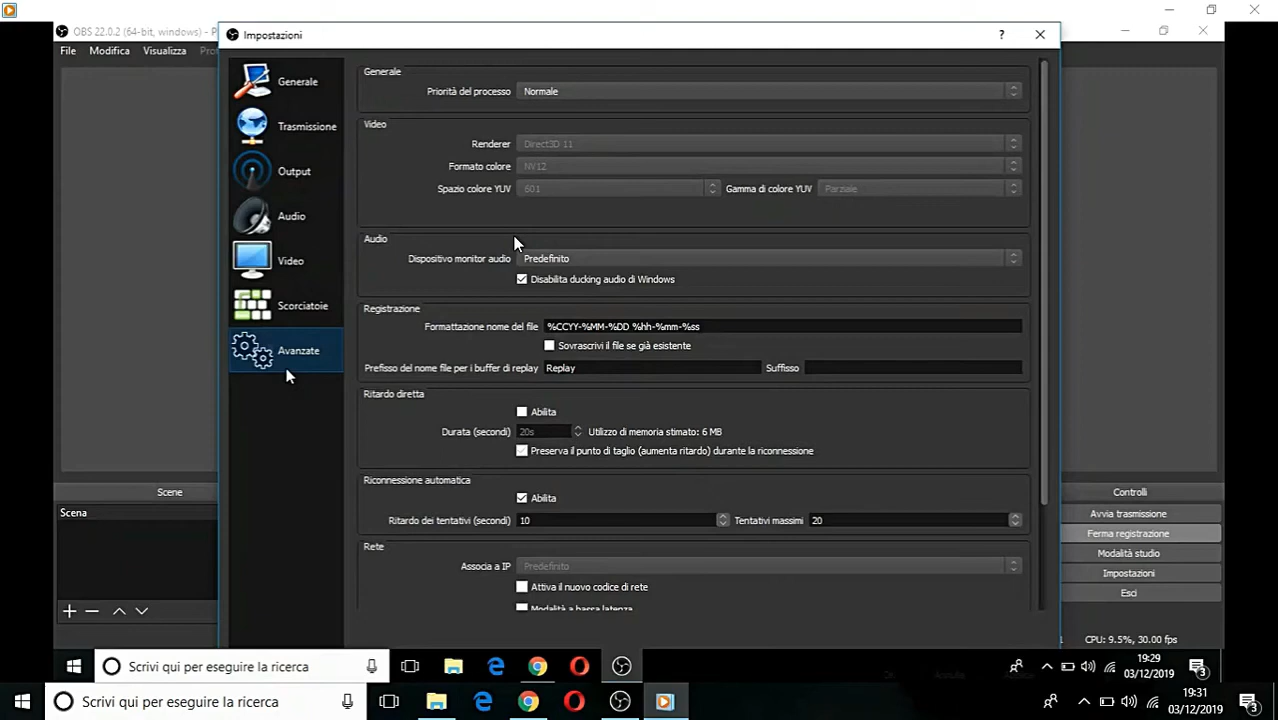 OBS 22.0.2 (64-bit, windows) - P
Impostazioni
?
File Modifica Visualizza
Generale
Trasmissione
Output
Audio
Video
Scorciatoie
Avanzate
Generale
Priorità del processo Normale
Video
Renderer Direct3D 11
Formato colore NV12
Spazio colore YUV 601 Gamma di colore YUV Parziale
Audio
Dispositivo monitor audio Predefinito
Disabilita ducking audio di Windows
Registrazione
Formattazione nome del file %CCYY-%MM-%DD %hh-%mm-%ss
Sovrascrivi il file se già esistente
Prefisso del nome file per i buffer di replay Replay Suffisso
Ritardo diretta
Abilita
Durata (secondi) 20s Utilizzo di memoria stimato: 6 MB
Preserva il punto di taglio (aumenta ritardo) durante la riconnessione
Riconnessione automatica
Abilita
Ritardo dei tentativi (secondi) 10 Tentativi massimi 20
Rete
Associa a IP Predefinito
Attiva il nuovo codice di rete
Modalità a bassa latenza
Scene
Scena
Controlli
Avvia trasmissione
Ferma registrazione
Modalità studio
Impostazioni
Esci
CPU: 9.5%, 30.00 fps
Scrivi qui per eseguire la ricerca
19:29
03/12/2019
3
Scrivi qui per eseguire la ricerca
19:31
03/12/2019
3